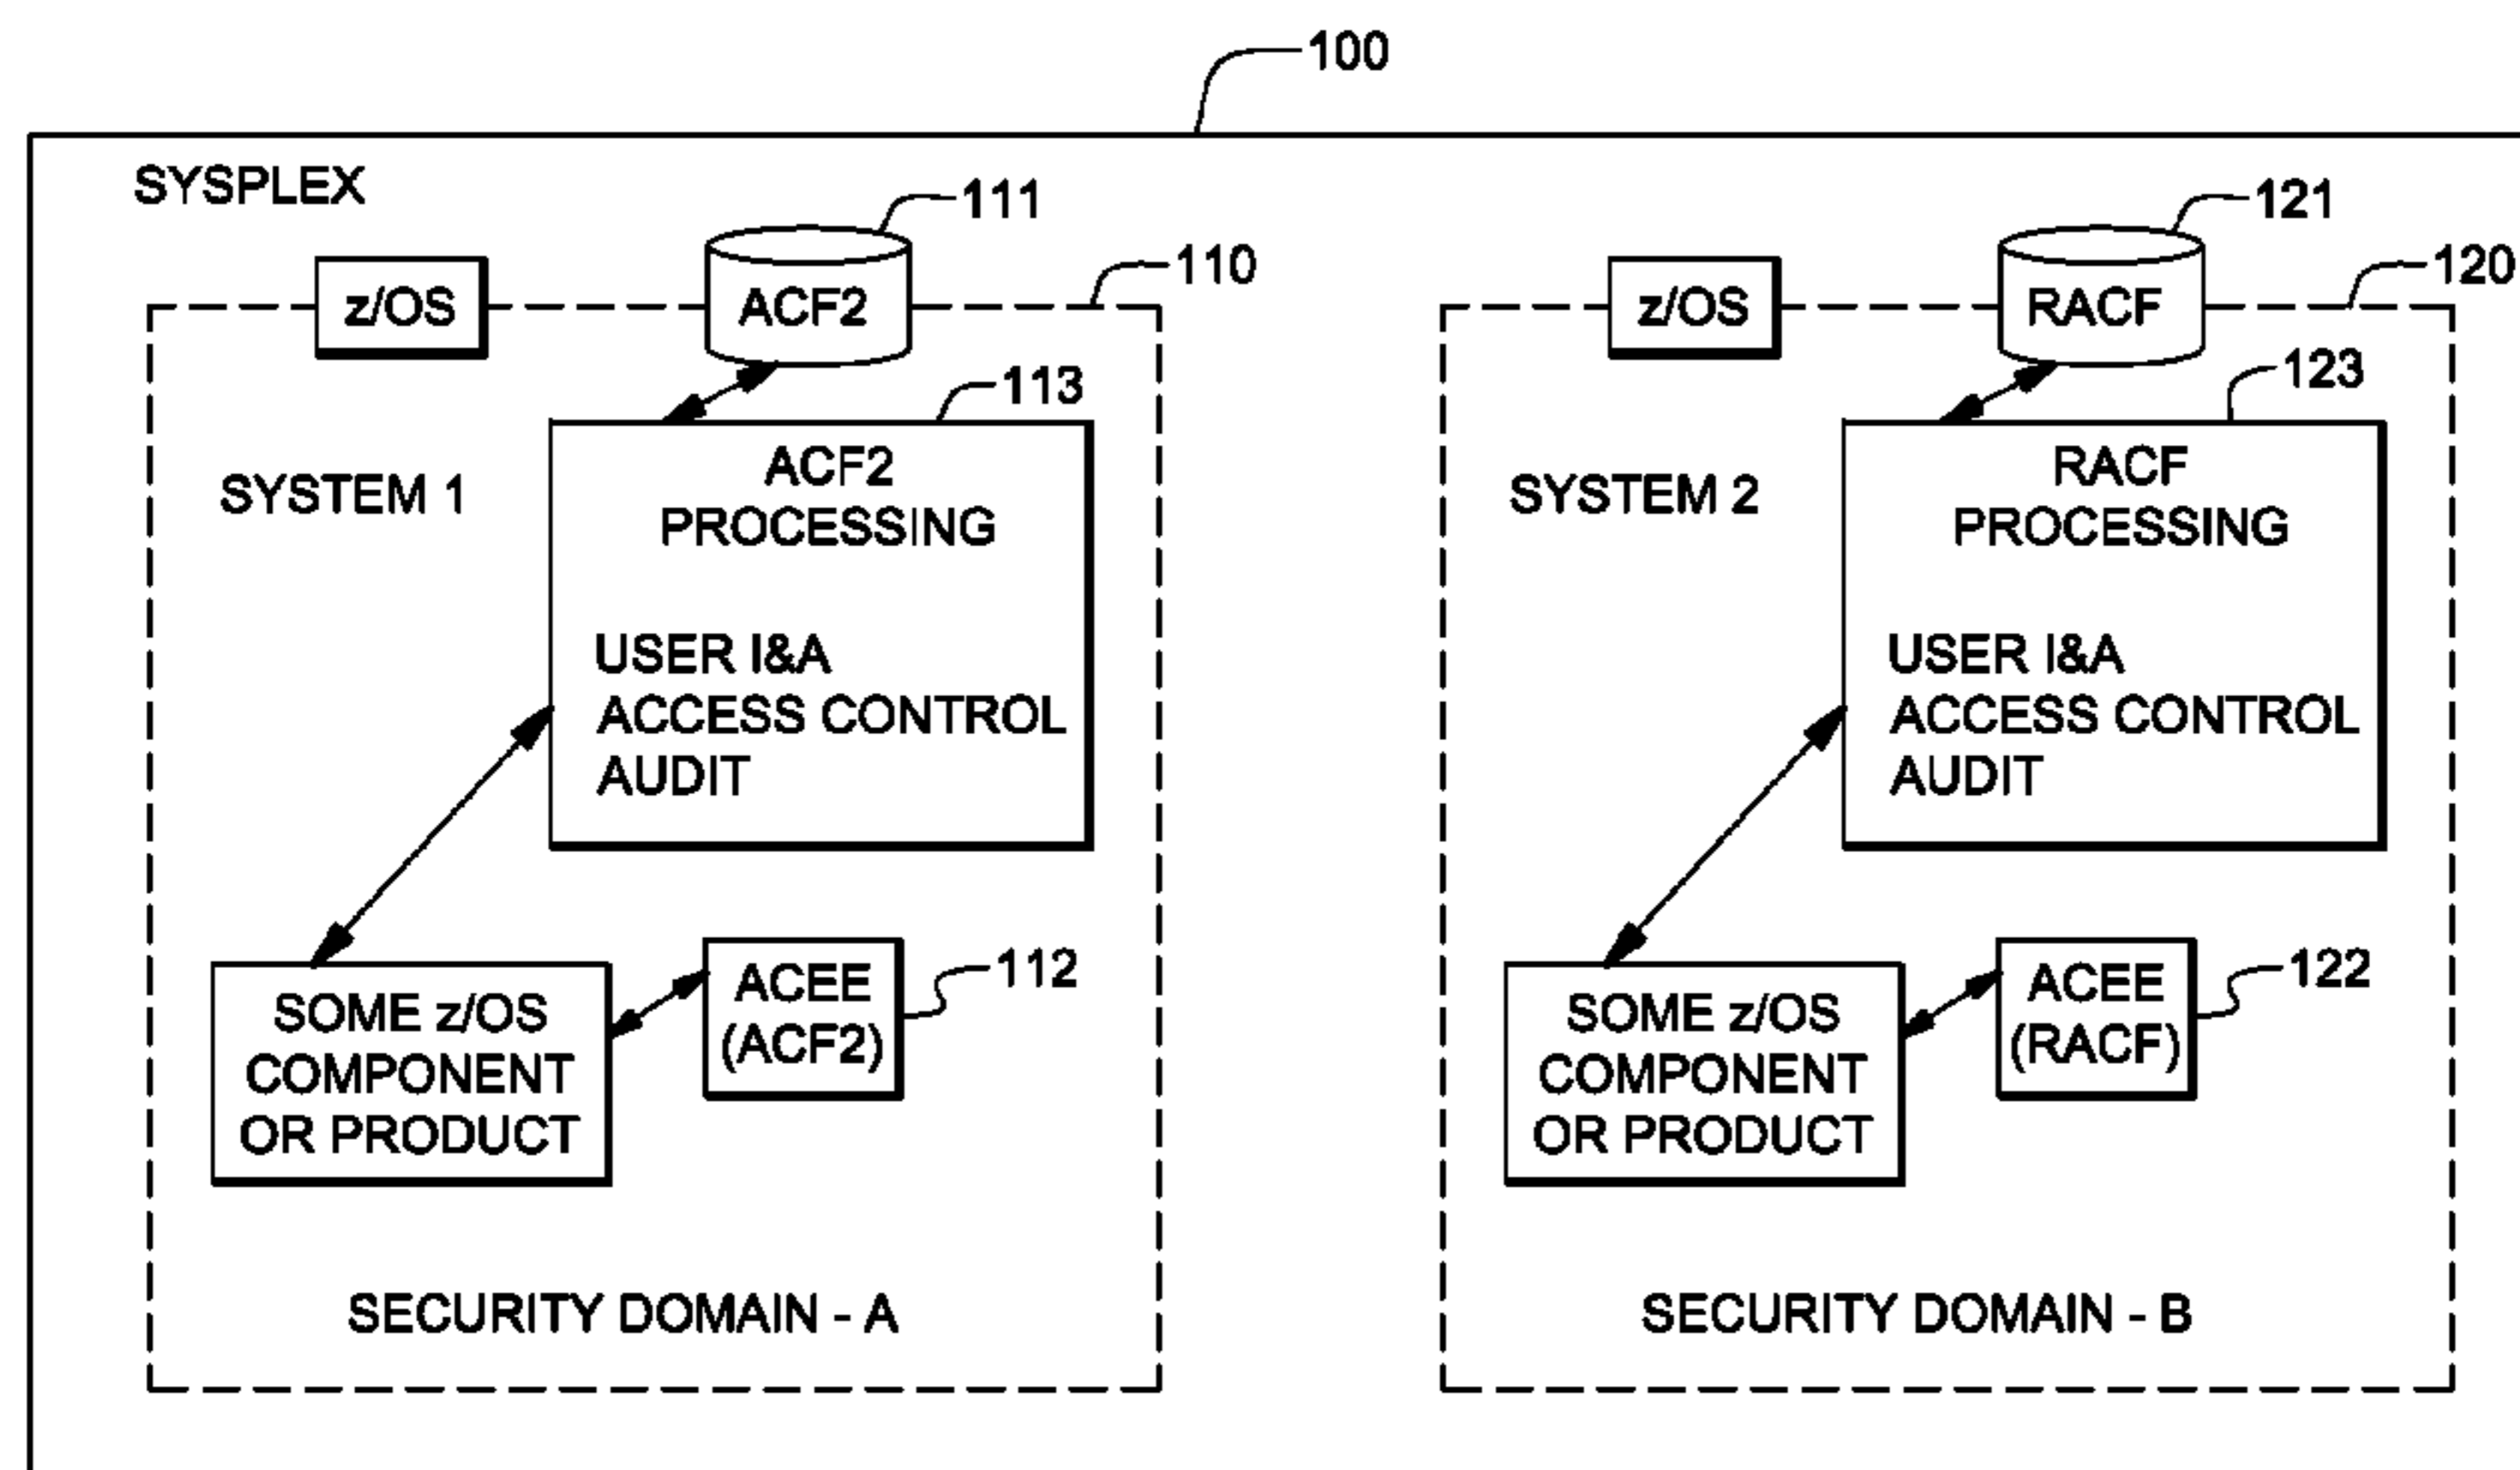 100
SYSPLEX
111
z/OS
ACF2
110
113
SYSTEM 1
ACF2
PROCESSING
USER I&A
ACCESS CONTROL
AUDIT
SOME z/OS
COMPONENT
OR PRODUCT
ACEE
(ACF2)
112
SECURITY DOMAIN - A
121
z/OS
RACF
120
123
SYSTEM 2
RACF
PROCESSING
USER I&A
ACCESS CONTROL
AUDIT
SOME z/OS
COMPONENT
OR PRODUCT
ACEE
(RACF)
122
SECURITY DOMAIN - B